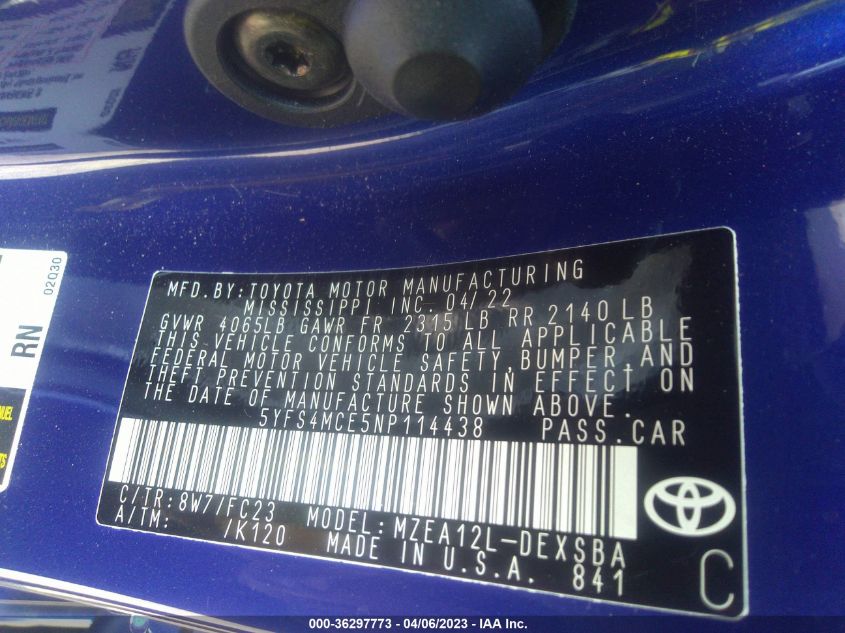 MFD.BY:TOYOTA MOTOR MANUFACTURING
MISSISSIPPI INC. 04/22
GVWR 4065LB GAWR FR 2315LB RR 2140LB
THIS VEHICLE CONFORMS TO ALL APPLICABLE
FEDERAL MOTOR VEHICLE SAFETY, BUMPER, AND
THEFT PREVENTION STANDARDS IN EFFECT ON
THE DATE OF MANUFACTURE SHOWN ABOVE.
5YFS4MCE5NP114438 PASS.CAR
C/TR:8W7/FC23 MODEL:MZEA12L-DEXSBA
A/TM: /K120 MADE IN U.S.A. 841
C
02Q30
RN
000-36297773 - 04/06/2023 - IAA Inc.